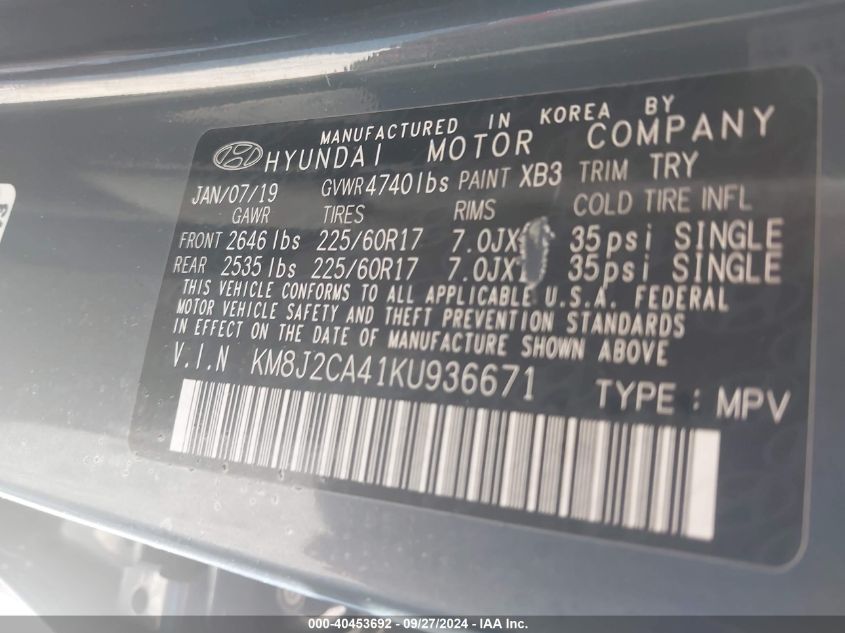 MANUFACTURED IN KOREA BY
HYUNDAI MOTOR COMPANY
JAN/07/19 GVWR 4740lbs PAINT XB3 TRIM TRY
GAWR TIRES RIMS COLD TIRE INFL
FRONT 2646lbs 225/60R17 7.0JX 35psi SINGLE
REAR 2535lbs 225/60R17 7.0JX 35psi SINGLE
THIS VEHICLE CONFORMS TO ALL APPLICABLE U.S.A. FEDERAL
MOTOR VEHICLE SAFETY AND THEFT PREVENTION STANDARDS
IN EFFECT ON THE DATE OF MANUFACTURE SHOWN ABOVE
V.I.N KM8J2CA41KU936671
TYPE : MPV
000-40453692 - 09/27/2024 - IAA Inc.